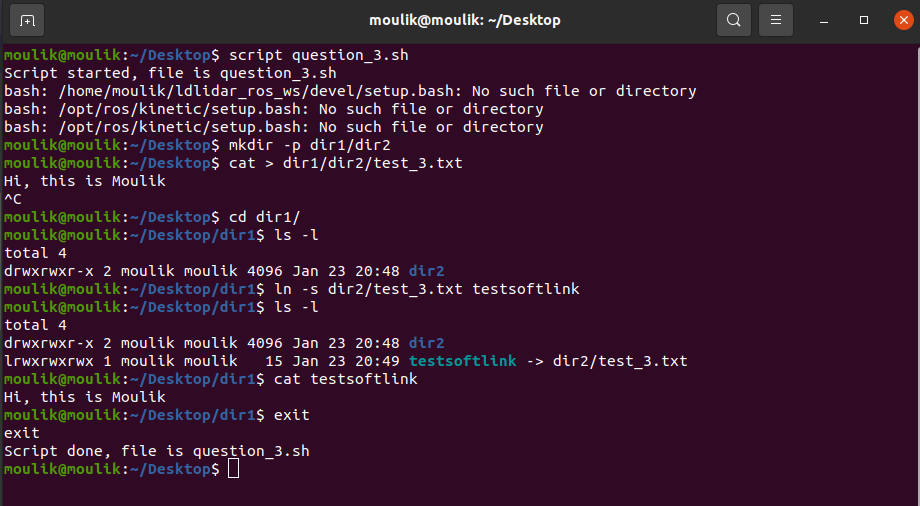 moulik@moulik: ~/Desktop
moulik@moulik:~/Desktop$ script question_3.sh
Script started, file is question_3.sh
bash: /home/moulik/ldlidar_ros_ws/devel/setup.bash: No such file or directory
bash: /opt/ros/kinetic/setup.bash: No such file or directory
bash: /opt/ros/kinetic/setup.bash: No such file or directory
moulik@moulik:~/Desktop$ mkdir -p dir1/dir2
moulik@moulik:~/Desktop$ cat > dir1/dir2/test_3.txt
Hi, this is Moulik
^C
moulik@moulik:~/Desktop$ cd dir1/
moulik@moulik:~/Desktop/dir1$ ls -l
total 4
drwxrwxr-x 2 moulik moulik 4096 Jan 23 20:48 dir2
moulik@moulik:~/Desktop/dir1$ ln -s dir2/test_3.txt testsoftlink
moulik@moulik:~/Desktop/dir1$ ls -l
total 4
drwxrwxr-x 2 moulik moulik 4096 Jan 23 20:48 dir2
lrwxrwxrwx 1 moulik moulik   15 Jan 23 20:49 testsoftlink -> dir2/test_3.txt
moulik@moulik:~/Desktop/dir1$ cat testsoftlink
Hi, this is Moulik
moulik@moulik:~/Desktop/dir1$ exit
exit
Script done, file is question_3.sh
moulik@moulik:~/Desktop$